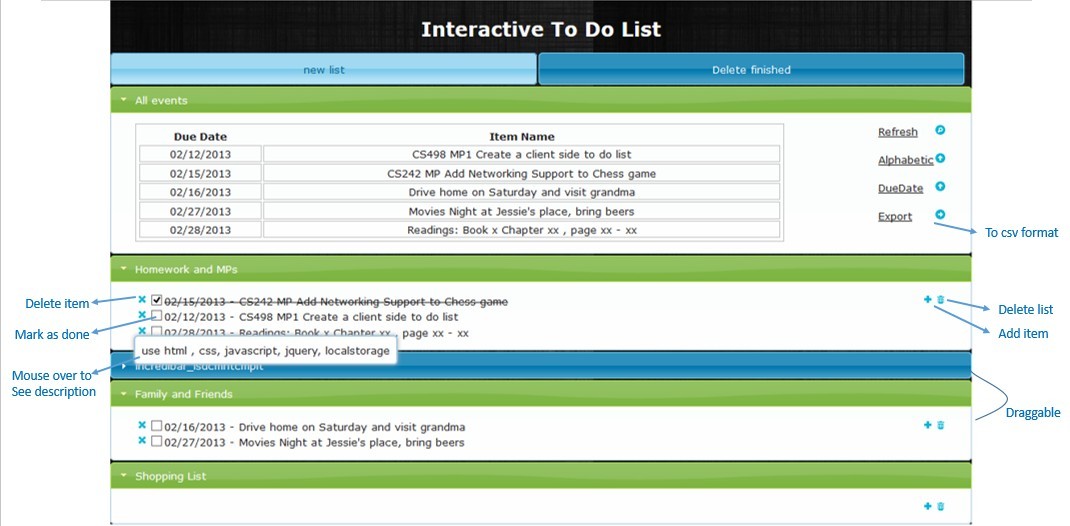 Interactive To Do List
new list
Delete finished
All events
Due Date Item Name
02/12/2013 CS498 MP1 Create a client side to do list
02/15/2013 CS242 MP Add Networking Support to Chess game
02/16/2013 Drive home on Saturday and visit grandma
02/27/2013 Movies Night at Jessie's place, bring beers
02/28/2013 Readings: Book x Chapter xx , page xx - xx
Refresh
Alphabetic
DueDate
Export
To csv format
Homework and MPs
Delete item
02/15/2013 - CS242 MP Add Networking Support to Chess game
Mark as done
02/12/2013 - CS498 MP1 Create a client side to do list
02/28/2013 - Readings: Book x Chapter xx , page xx - xx
Delete list
Add item
use html , css, javascript, jquery, localstorage
Mouse over to
See description
Draggable
Family and Friends
02/16/2013 - Drive home on Saturday and visit grandma
02/27/2013 - Movies Night at Jessie's place, bring beers
Shopping List